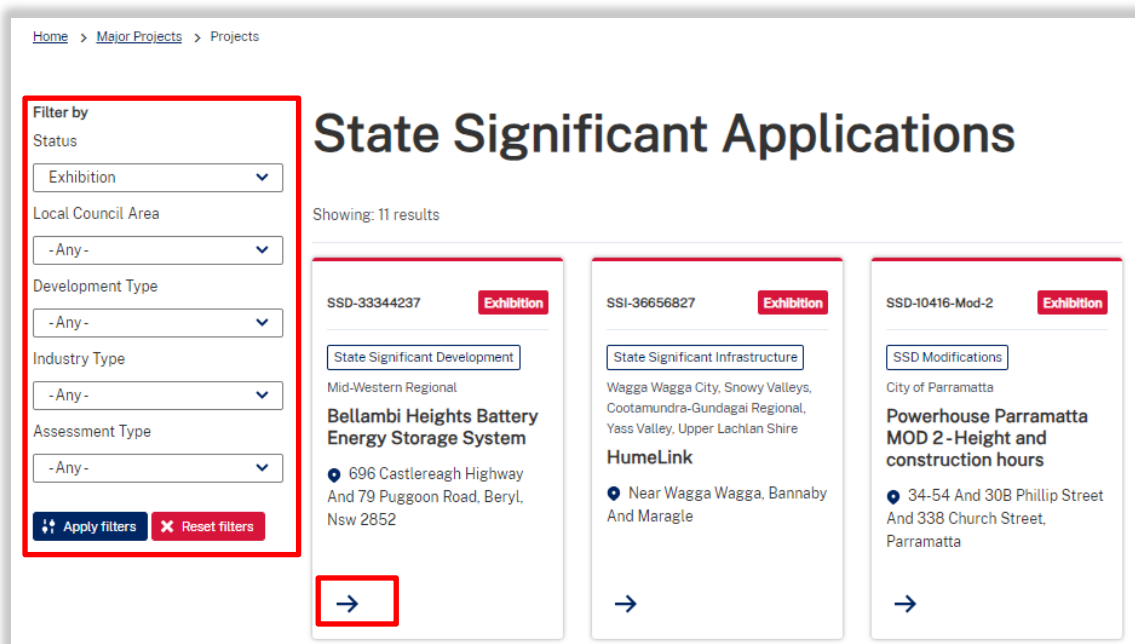 Home > Major Projects > Projects
Filter by
Status
Exhibition
Local Council Area
- Any -
Development Type
- Any -
Industry Type
- Any -
Assessment Type
- Any -
Apply filters
Reset filters
State Significant Applications
Showing: 11 results
SSD-33344237
Exhibition
State Significant Development
Mid-Western Regional
Bellambi Heights Battery
Energy Storage System
696 Castlereagh Highway
And 79 Puggoon Road, Beryl,
Nsw 2852
SSI-36656827
Exhibition
State Significant Infrastructure
Wagga Wagga City, Snowy Valleys,
Cootamundra-Gundagai Regional,
Yass Valley, Upper Lachlan Shire
HumeLink
Near Wagga Wagga, Bannaby
And Maragle
SSD-10416-Mod-2
Exhibition
SSD Modifications
City of Parramatta
Powerhouse Parramatta
MOD 2 - Height and
construction hours
34-54 And 30B Phillip Street
And 338 Church Street,
Parramatta